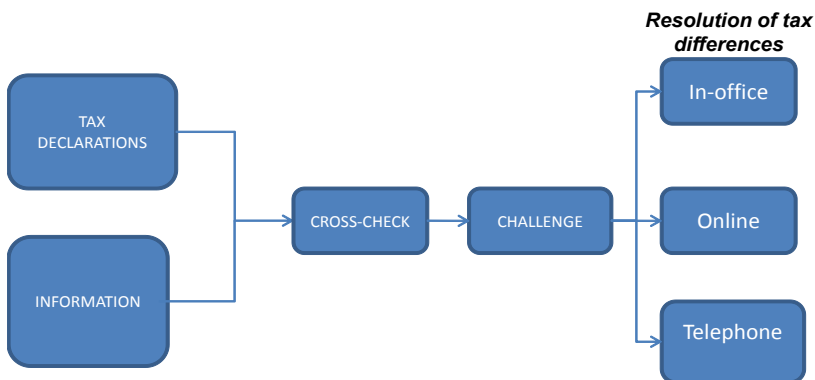 Resolution of tax
differences
In-office
TAX
DECLARATIONS
CROSS-CHECK
CHALLENGE
Online
INFORMATION
Telephone